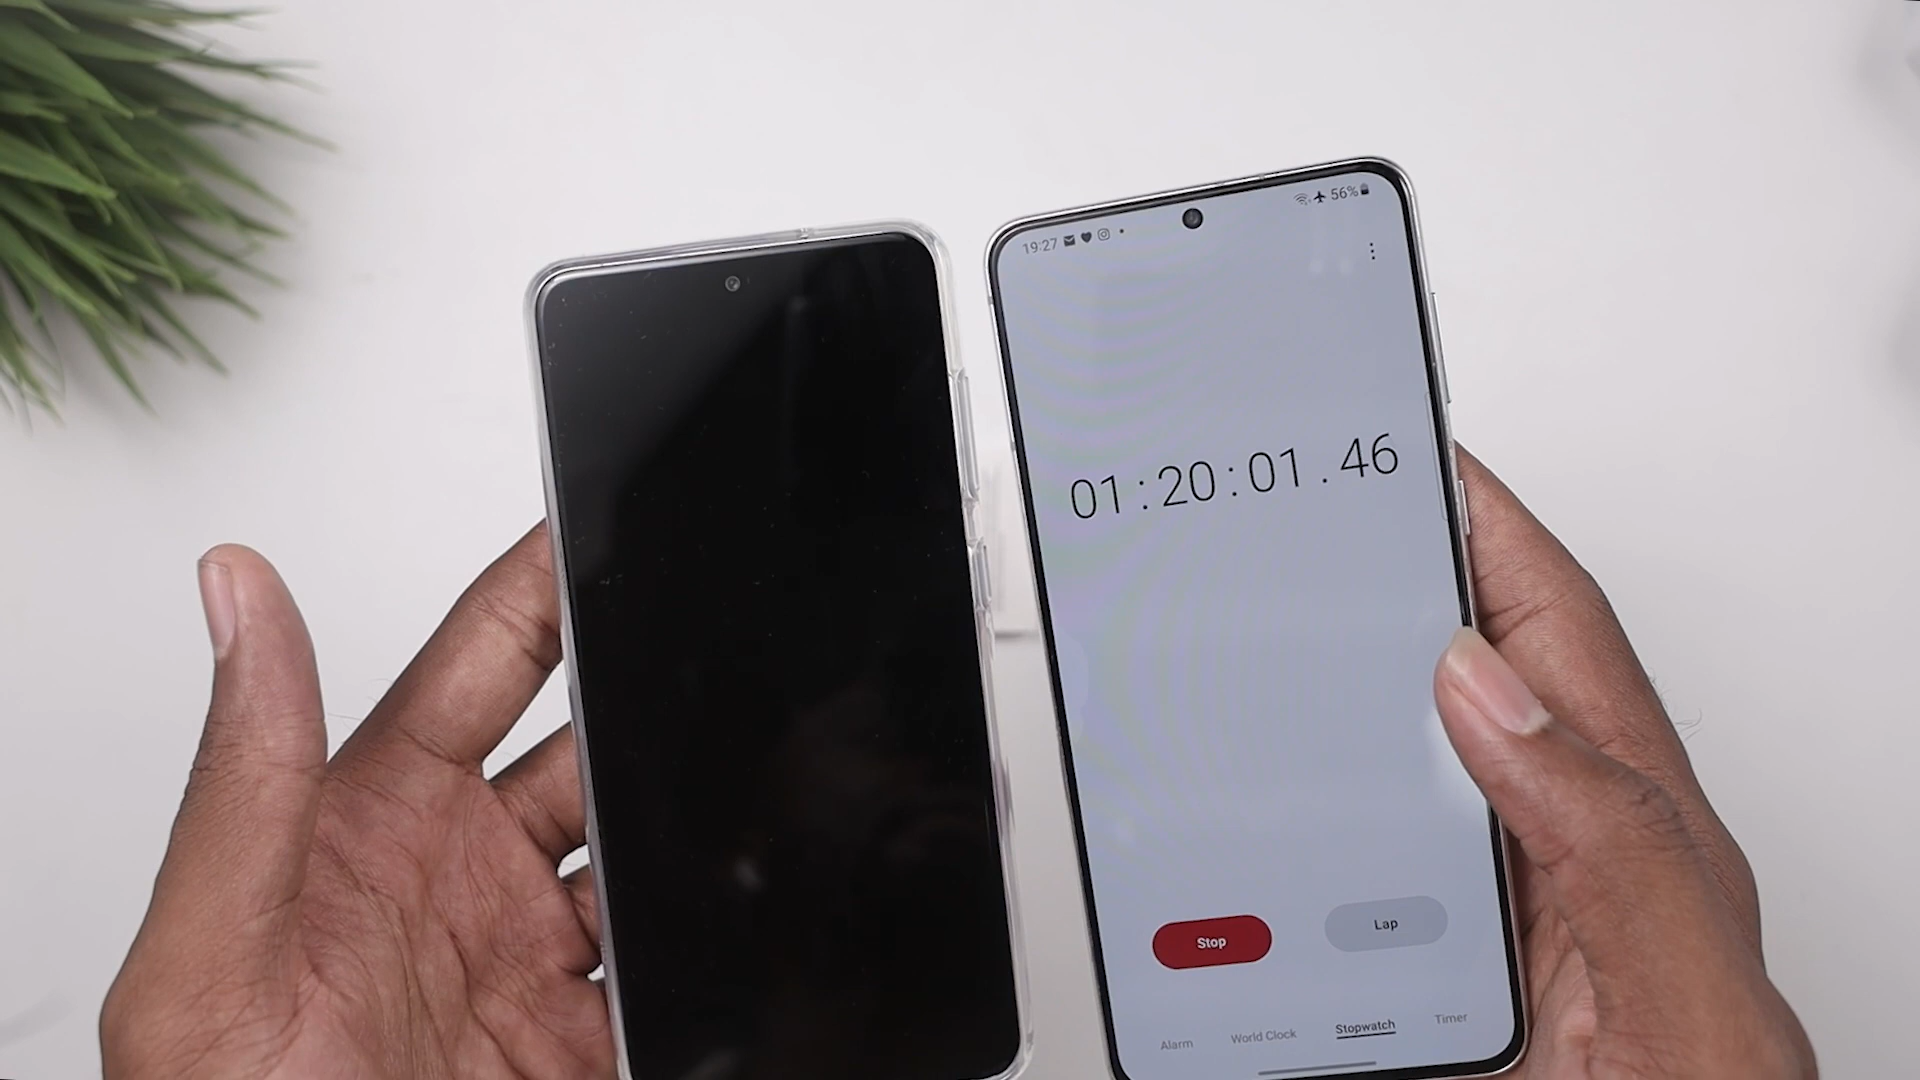 19:27
56%
01:20:01.46
Stop
Lap
Alarm
World Clock
Stopwatch
Timer